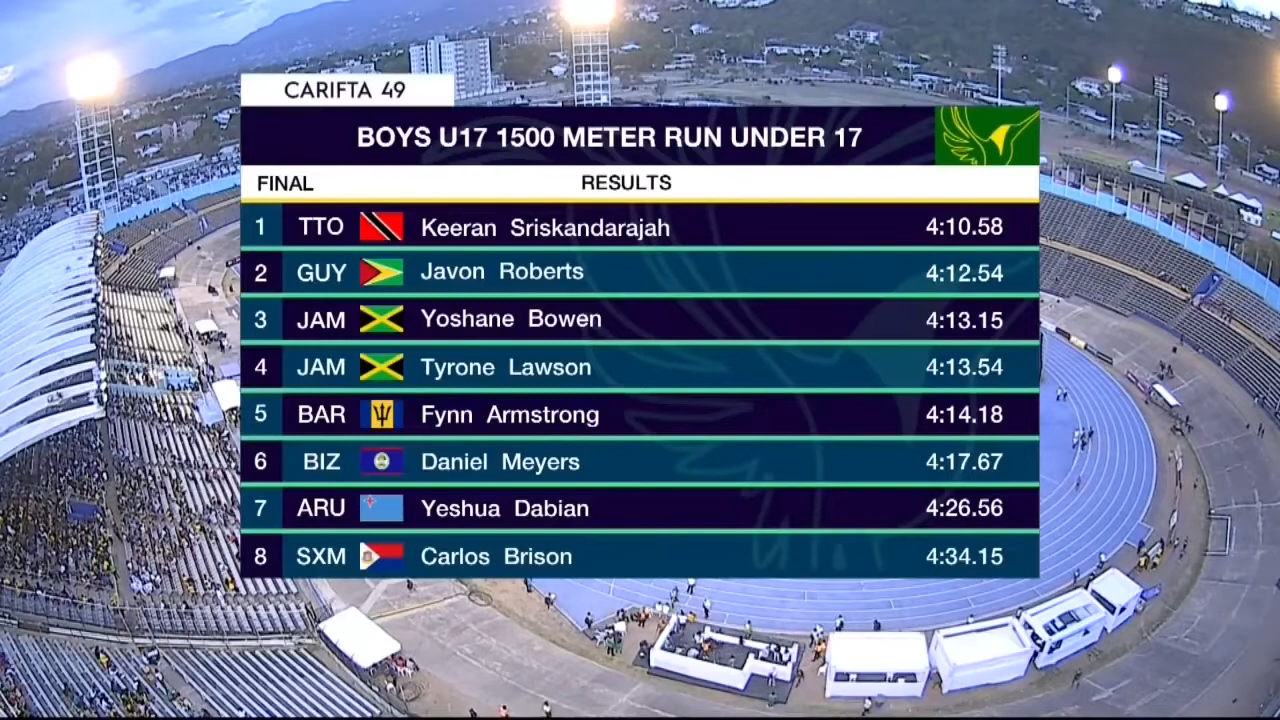 CARIFTA 49
BOYS U17 1500 METER RUN UNDER 17
FINAL RESULTS
1 TTO Keeran Sriskandarajah 4:10.58
2 GUY Javon Roberts 4:12.54
3 JAM Yoshane Bowen 4:13.15
4 JAM Tyrone Lawson 4:13.54
5 BAR Fynn Armstrong 4:14.18
6 BIZ Daniel Meyers 4:17.67
7 ARU Yeshua Dabian 4:26.56
8 SXM Carlos Brison 4:34.15